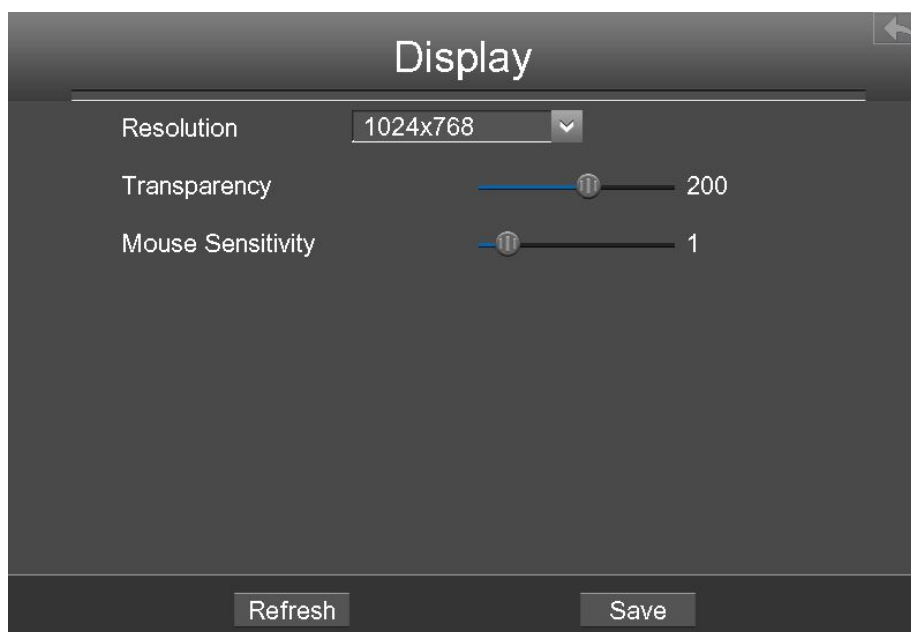 Display
Resolution 1024x768
Transparency 200
Mouse Sensitivity 1
Refresh Save